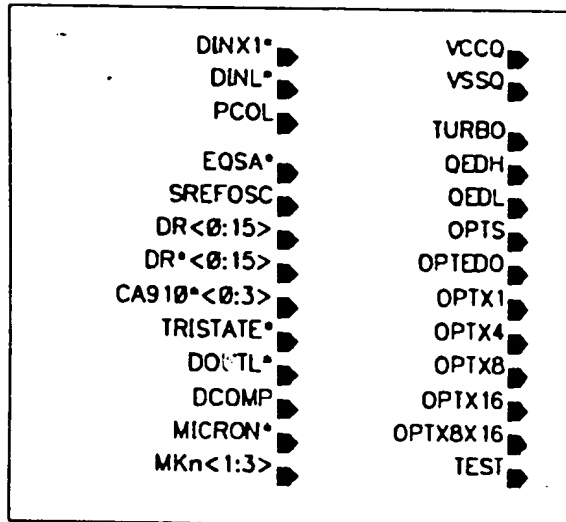 DINX1*
DINL*
PCOL
EQSA*
SREFOSC
DR<0:15>
DR*<0:15>
CA910*<0:3>
TRISTATE*
DOUTL*
DCOMP
MICRON*
MKn<1:3>
VCCQ
VSSQ
TURBO
QEDH
QEDL
OPTS
OPTEDO
OPTX1
OPTX4
OPTX8
OPTX16
OPTX8X16
TEST